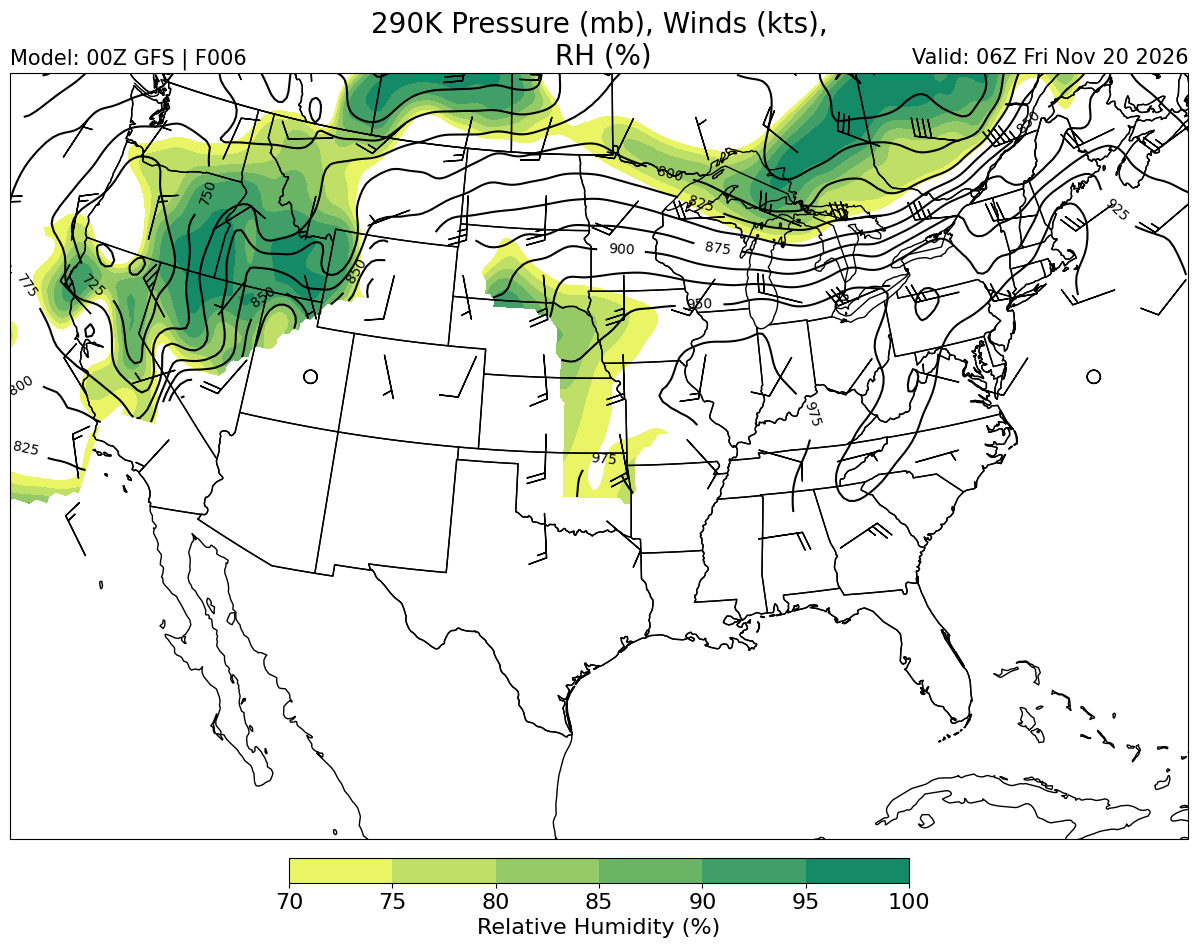 290K Pressure (mb), Winds (kts),
RH (%)
Model: 00Z GFS | F006
Valid: 06Z Fri Nov 20 2026
850
800
750
825
925
900
875
850
775
725
850
950
800
975
825
975
70 75 80 85 90 95 100
Relative Humidity (%)